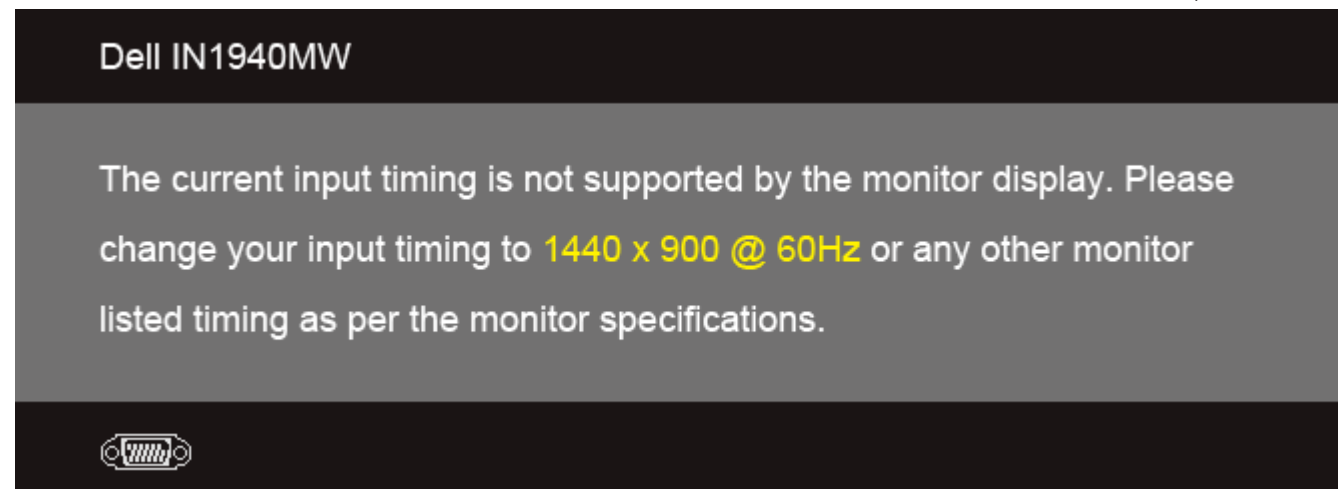 Dell IN1940MW
The current input timing is not supported by the monitor display. Please
change your input timing to 1440 x 900 @ 60Hz or any other monitor
listed timing as per the monitor specifications.